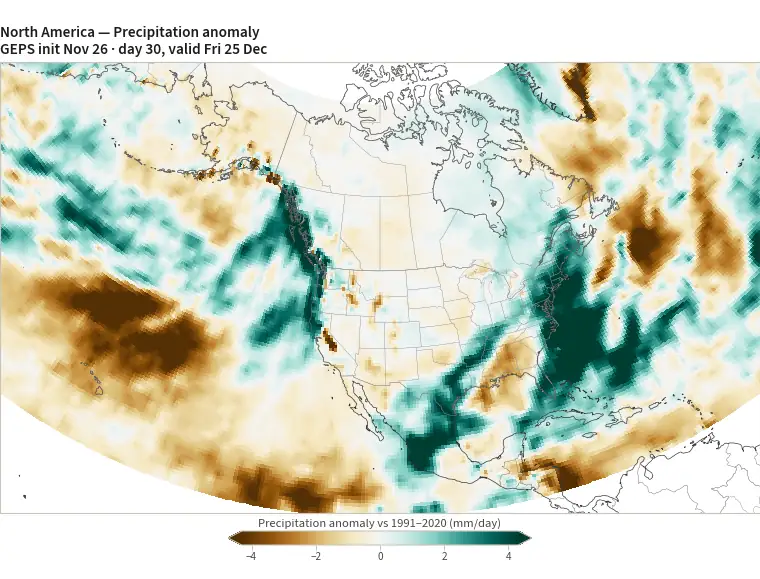 North America — Precipitation anomaly
GEPS init Nov 26 · day 30, valid Fri 25 Dec
Precipitation anomaly vs 1991–2020 (mm/day)
−4 −2 0 2 4